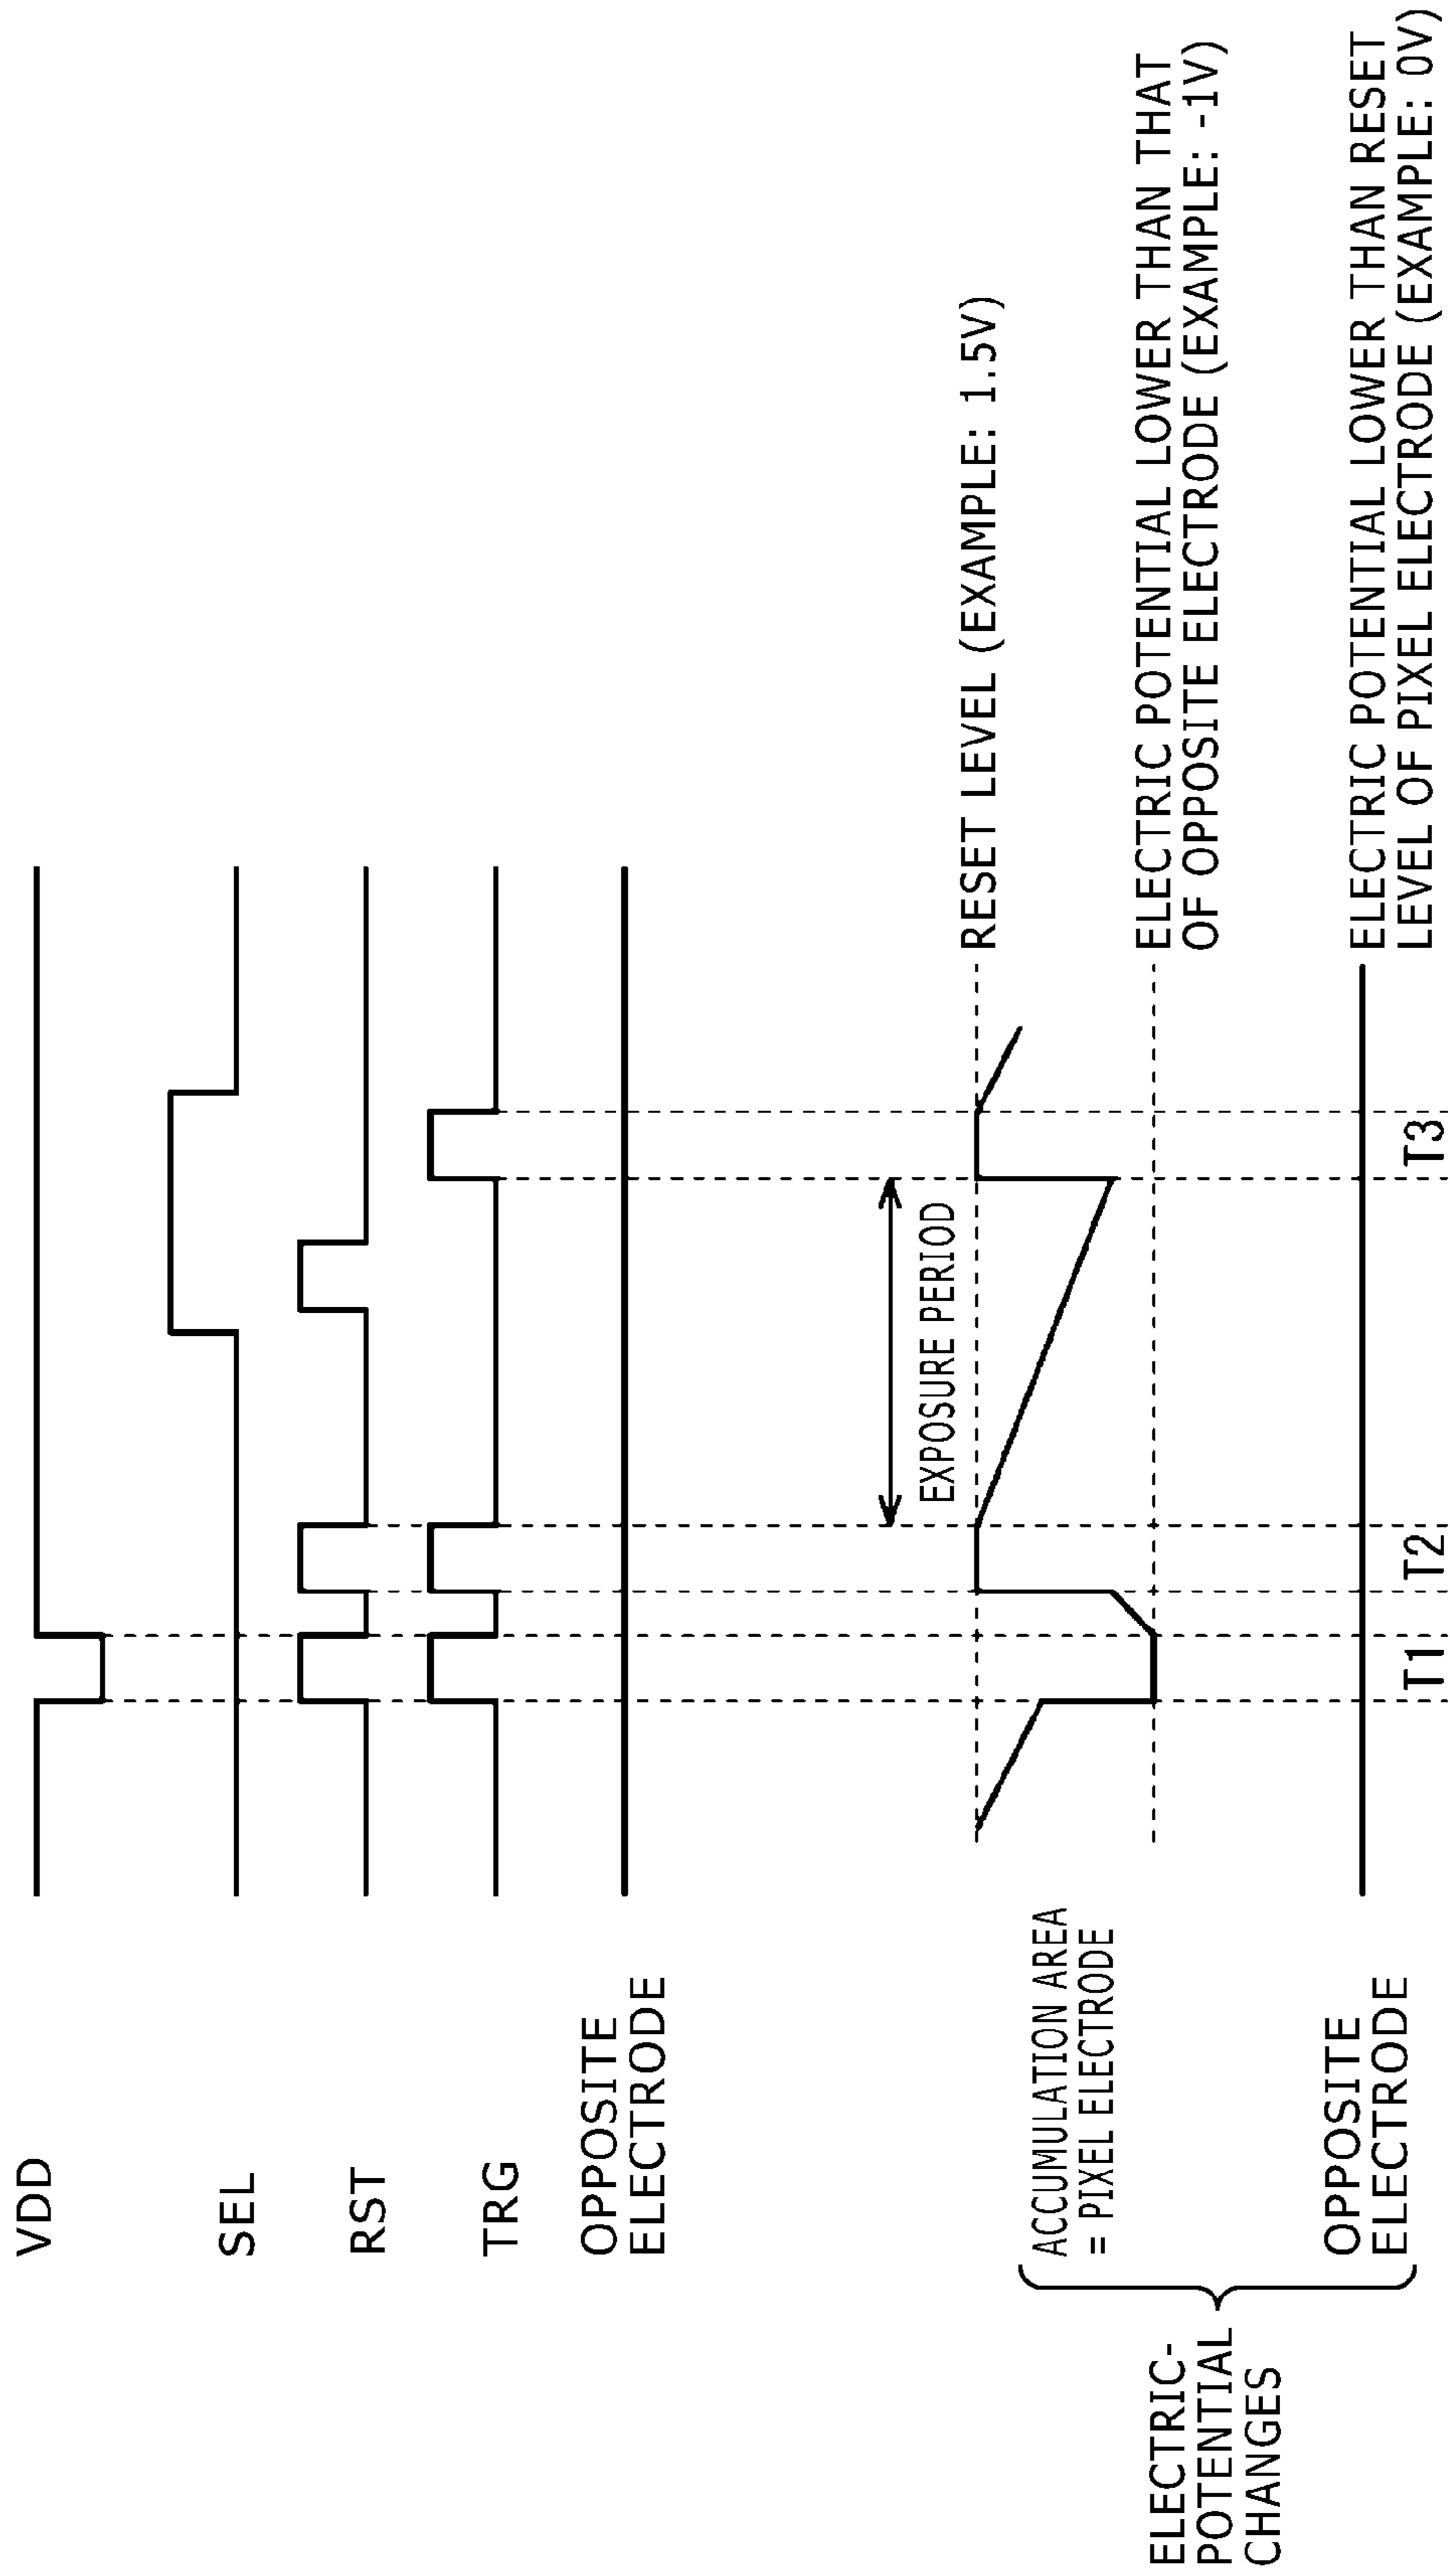 VDD
SEL
RST
TRG
OPPOSITE
ELECTRODE
EXPOSURE PERIOD
RESET LEVEL (EXAMPLE: 1.5V)
ACCUMULATION AREA
= PIXEL ELECTRODE
ELECTRIC POTENTIAL LOWER THAN THAT
OF OPPOSITE ELECTRODE (EXAMPLE: -1V)
ELECTRIC-
POTENTIAL
CHANGES
OPPOSITE
ELECTRODE
ELECTRIC POTENTIAL LOWER THAN RESET
LEVEL OF PIXEL ELECTRODE (EXAMPLE: 0V)
T1
T2
T3